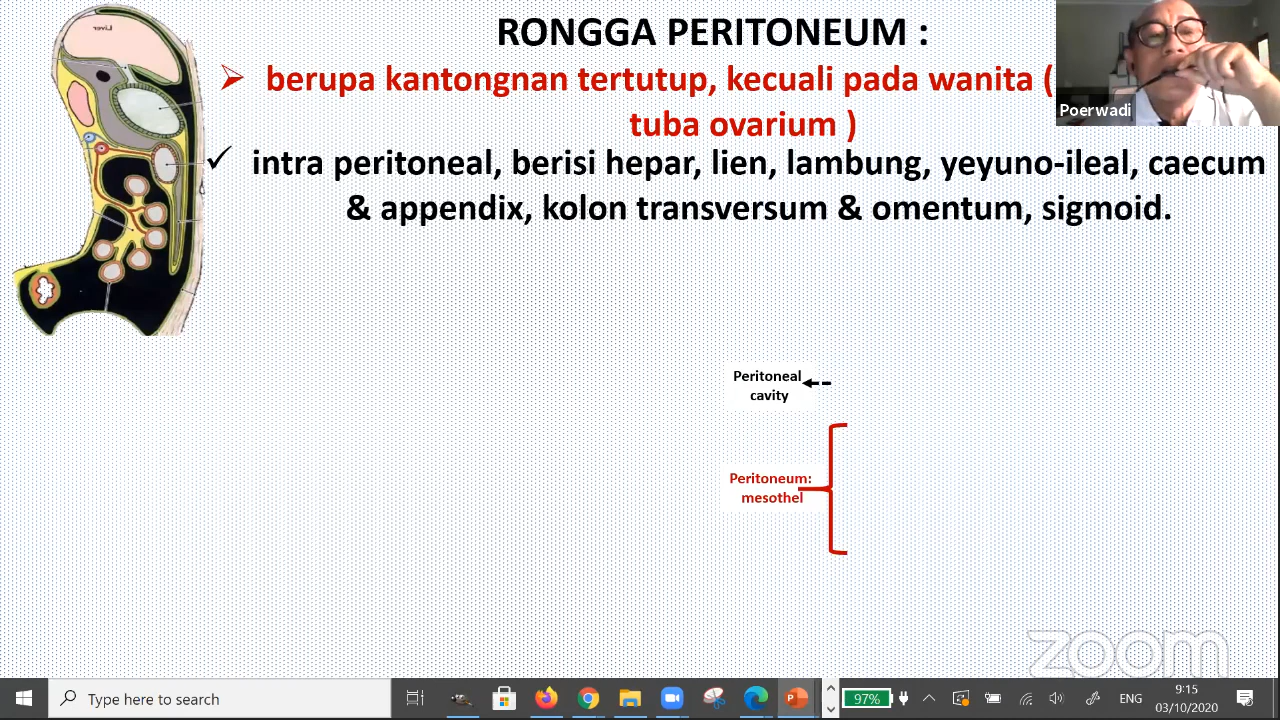 Liver
RONGGA PERITONEUM :
berupa kantongnan tertutup, kecuali pada wanita (
tuba ovarium )
Poerwadi
intra peritoneal, berisi hepar, lien, lambung, yeyuno-ileal, caecum
& appendix, kolon transversum & omentum, sigmoid.
Peritoneal
cavity
Peritoneum:
mesothel
zoom
Type here to search
97%
ENG
9:15
03/10/2020